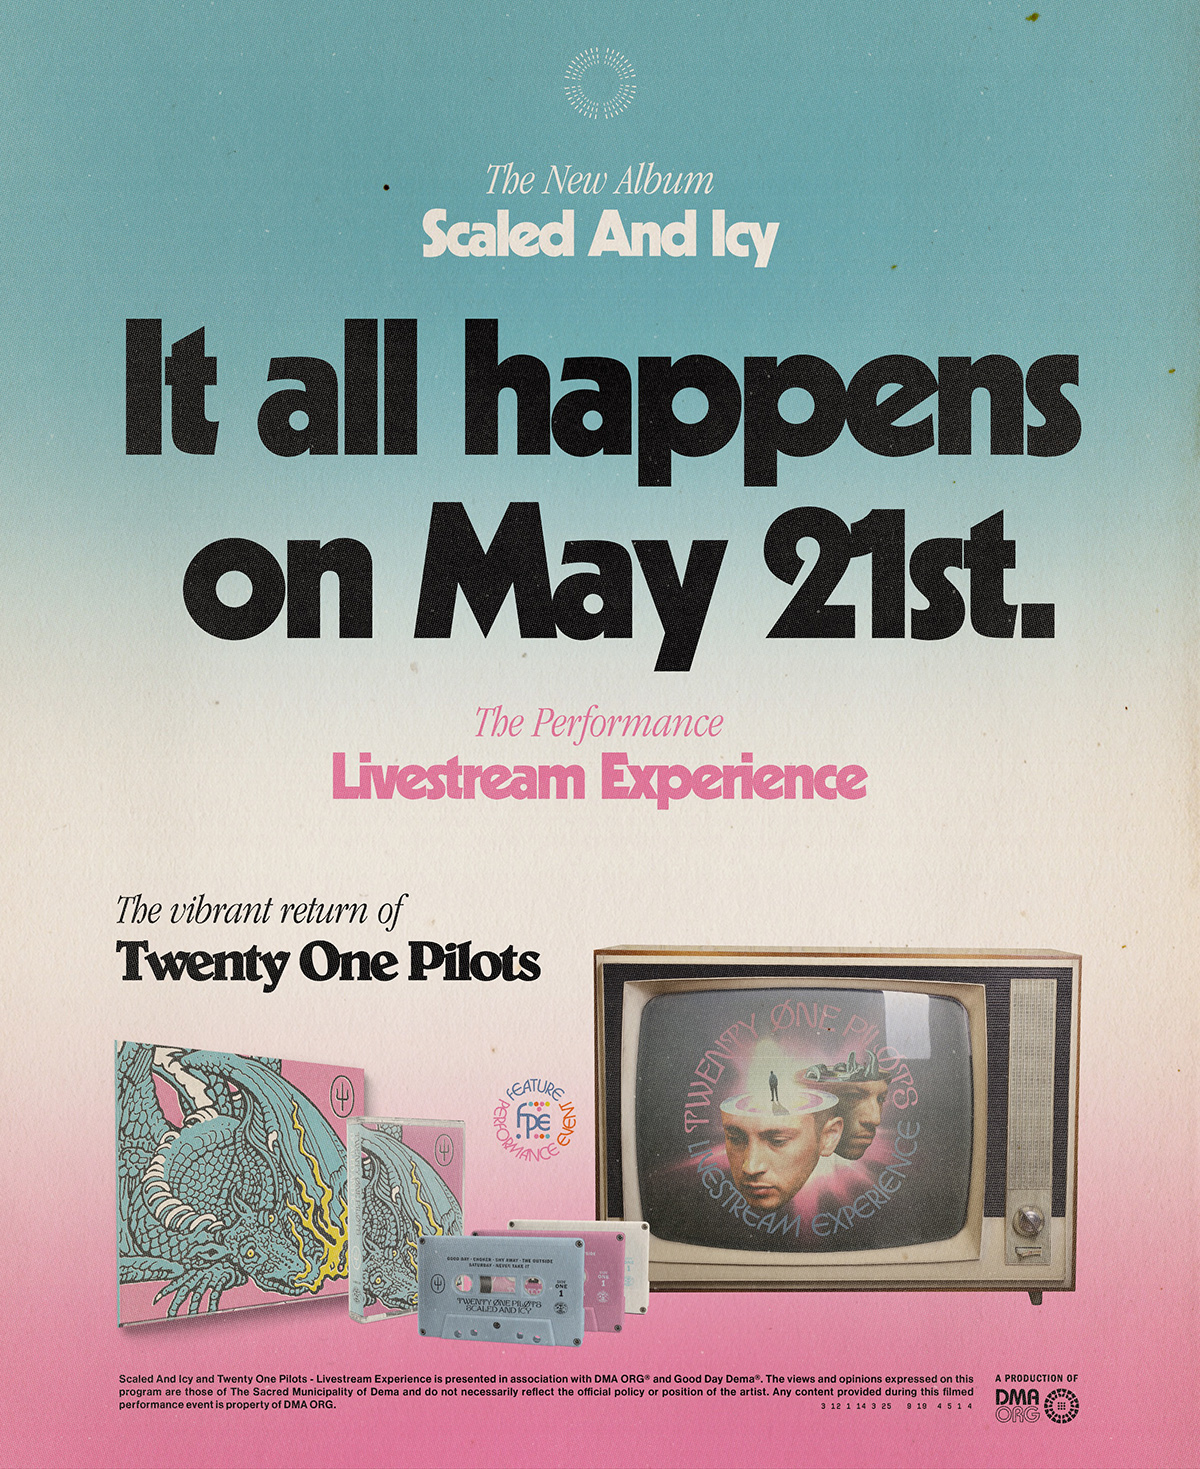 The New Album
Scaled And Icy
It all happens
on May 21st.
The Performance
Livestream Experience
The vibrant return of
Twenty One Pilots
FEATURE
PERFORMANCE
EVENT
fpe
TWENTY ØNE PILØTS
LIVESTREAM EXPERIENCE
GOOD DAY - CHOKER - SHY AWAY - THE OUTSIDE
SATURDAY - NEVER TAKE IT
SIDE
ONE
1
TWENTY ØNE PILØTS
SCALED AND ICY
SIDE
ONE
1
Scaled And Icy and Twenty One Pilots - Livestream Experience is presented in association with DMA ORG® and Good Day Dema®. The views and opinions expressed on this
program are those of The Sacred Municipality of Dema and do not necessarily reflect the official policy or position of the artist. Any content provided during this filmed
performance event is property of DMA ORG.
3 12 1 14 3 25 9 19 4 5 1 4
A PRODUCTION OF
DMA
ORG